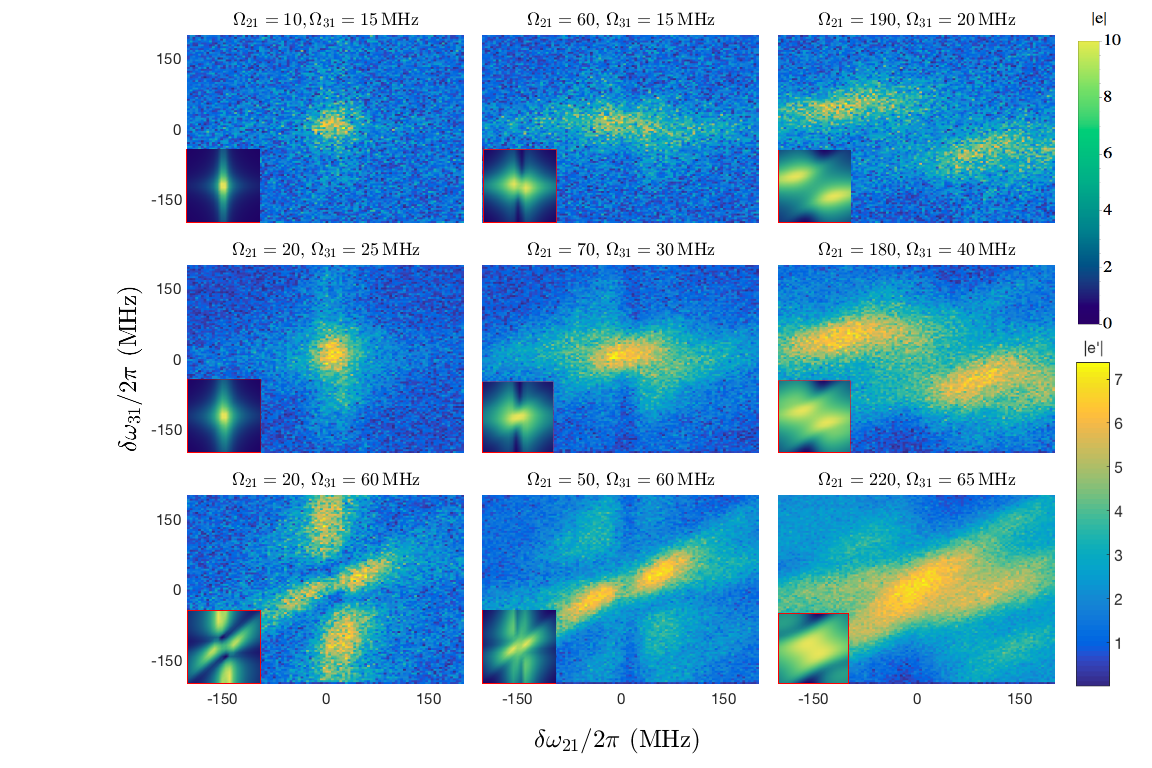 Ω₂₁ = 10, Ω₃₁ = 15 MHz
Ω₂₁ = 60, Ω₃₁ = 15 MHz
Ω₂₁ = 190, Ω₃₁ = 20 MHz
|e|
150
0
-150
10
8
6
4
2
0
Ω₂₁ = 20, Ω₃₁ = 25 MHz
Ω₂₁ = 70, Ω₃₁ = 30 MHz
Ω₂₁ = 180, Ω₃₁ = 40 MHz
150
0
-150
δω₃₁/2π (MHz)
|e'|
7
6
5
4
3
2
1
Ω₂₁ = 20, Ω₃₁ = 60 MHz
Ω₂₁ = 50, Ω₃₁ = 60 MHz
Ω₂₁ = 220, Ω₃₁ = 65 MHz
150
0
-150
-150 0 150
-150 0 150
-150 0 150
δω₂₁/2π (MHz)